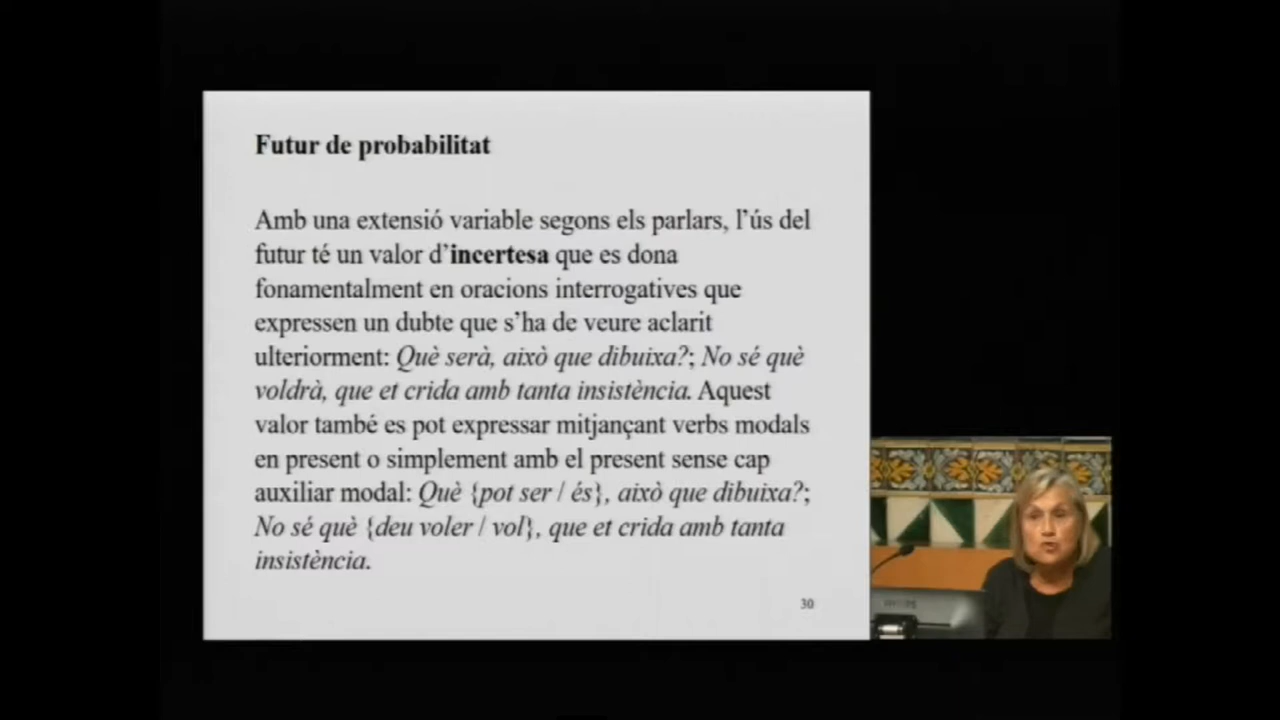 Futur de probabilitat
Amb una extensió variable segons els parlars, l’ús del
futur té un valor d’incertesa que es dona
fonamentalment en oracions interrogatives que
expressen un dubte que s’ha de veure aclarit
ulteriorment: Què serà, això que dibuixa?; No sé què
voldrà, que et crida amb tanta insistència. Aquest
valor també es pot expressar mitjançant verbs modals
en present o simplement amb el present sense cap
auxiliar modal: Què {pot ser / és}, això que dibuixa?;
No sé què {deu voler / vol}, que et crida amb tanta
insistència.
30